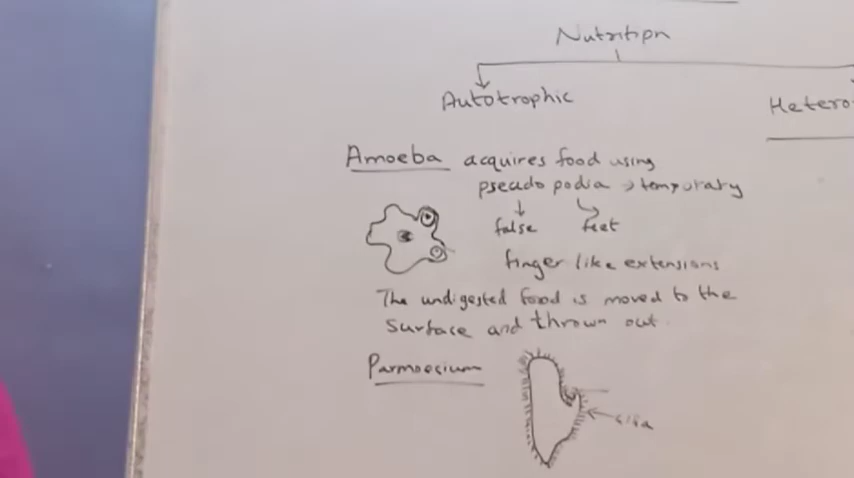 Nutrition
Autotrophic
Hetero
Amoeba acquires food using
pseudo podia → temporary
false feet
finger like extensions
The undigested food is moved to the
surface and thrown out.
Parmoecium